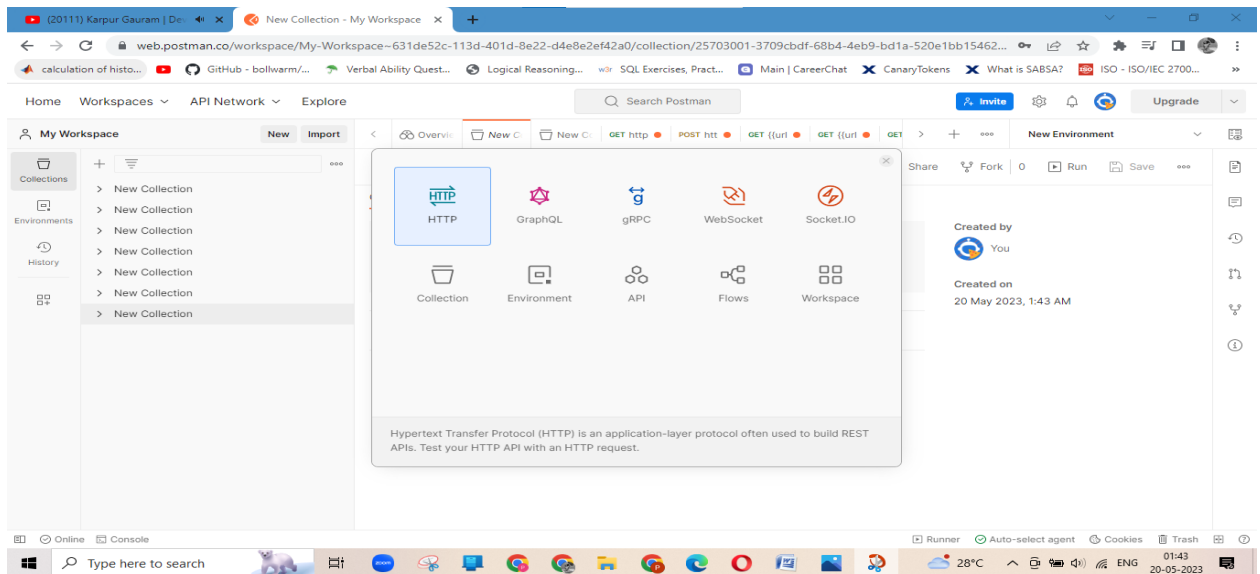 (20111) Karpur Gauram | Dev
New Collection - My Workspace
web.postman.co/workspace/My-Workspace~631de52c-113d-401d-8e22-d4e8e2ef42a0/collection/25703001-3709cbdf-68b4-4eb9-bd1a-520e1bb15462...
calculation of histo...
GitHub - bollwarm/...
Verbal Ability Quest...
Logical Reasoning...
w3r SQL Exercises, Pract...
Main | CareerChat
CanaryTokens
What is SABSA?
ISO - ISO/IEC 2700...
Home Workspaces API Network Explore
Search Postman
Invite
Upgrade
My Workspace
New Import
Overvie
New C
New Co
GET http
POST htt
GET {{url
GET {{url
GET
New Environment
Collections
Environments
History
New Collection
New Collection
New Collection
New Collection
New Collection
New Collection
New Collection
HTTP
GraphQL
gRPC
WebSocket
Socket.IO
Collection
Environment
API
Flows
Workspace
Hypertext Transfer Protocol (HTTP) is an application-layer protocol often used to build REST
APIs. Test your HTTP API with an HTTP request.
Share Fork 0 Run Save
Created by
You
Created on
20 May 2023, 1:43 AM
Online Console
Runner Auto-select agent Cookies Trash
Type here to search
zoom
28°C
ENG
01:43
20-05-2023